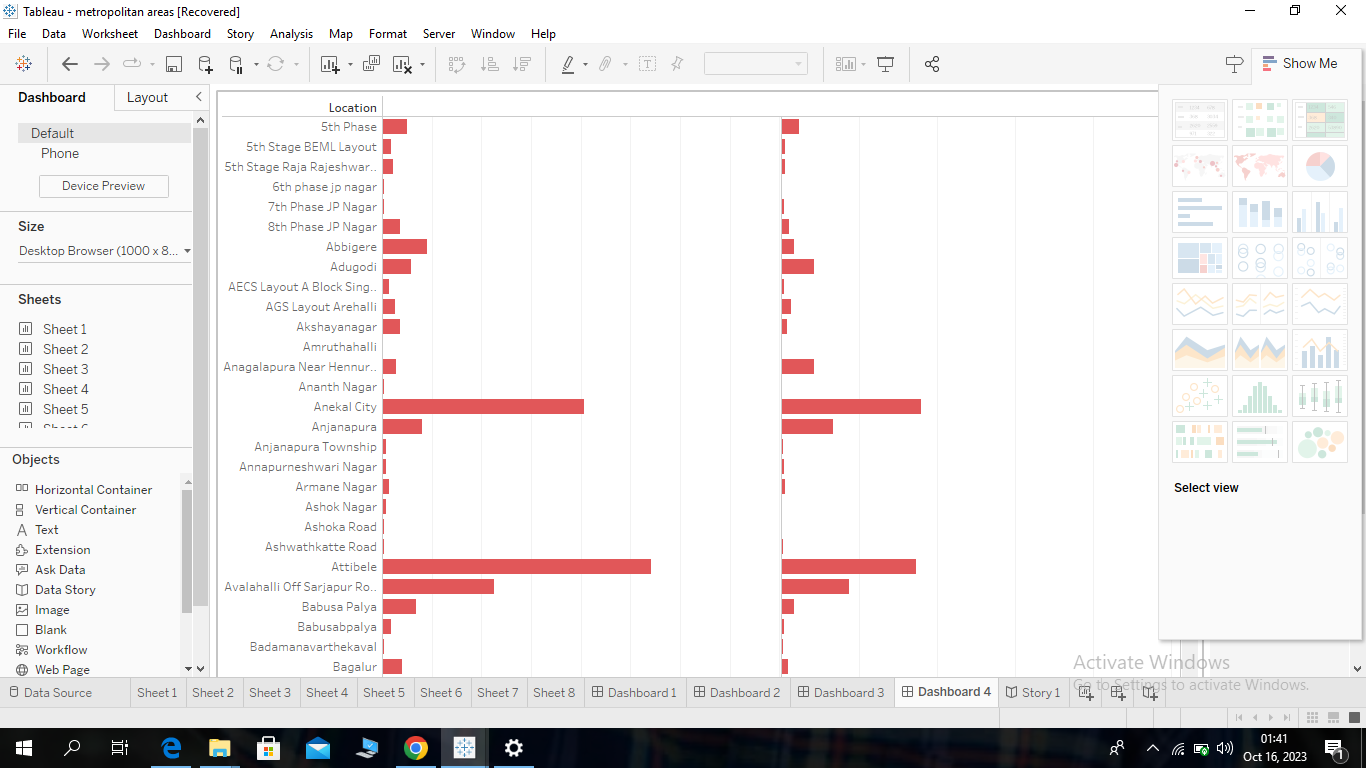 Tableau - metropolitan areas [Recovered]
File Data Worksheet Dashboard Story Analysis Map Format Server Window Help
Show Me
Dashboard Layout
Default
Phone
Device Preview
Size
Desktop Browser (1000 x 8...
Sheets
Sheet 1
Sheet 2
Sheet 3
Sheet 4
Sheet 5
Objects
Horizontal Container
Vertical Container
Text
Extension
Ask Data
Data Story
Image
Blank
Workflow
Web Page
Location
5th Phase
5th Stage BEML Layout
5th Stage Raja Rajeshwar..
6th phase jp nagar
7th Phase JP Nagar
8th Phase JP Nagar
Abbigere
Adugodi
AECS Layout A Block Sing..
AGS Layout Arehalli
Akshayanagar
Amruthahalli
Anagalapura Near Hennur..
Ananth Nagar
Anekal City
Anjanapura
Anjanapura Township
Annapurneshwari Nagar
Armane Nagar
Ashok Nagar
Ashoka Road
Ashwathkatte Road
Attibele
Avalahalli Off Sarjapur Ro..
Babusa Palya
Babusabpalya
Badamanavarthekaval
Bagalur
Select view
Activate Windows
Go to Settings to activate Windows.
Data Source Sheet 1 Sheet 2 Sheet 3 Sheet 4 Sheet 5 Sheet 6 Sheet 7 Sheet 8 Dashboard 1 Dashboard 2 Dashboard 3 Dashboard 4 Story 1
01:41
Oct 16, 2023
1